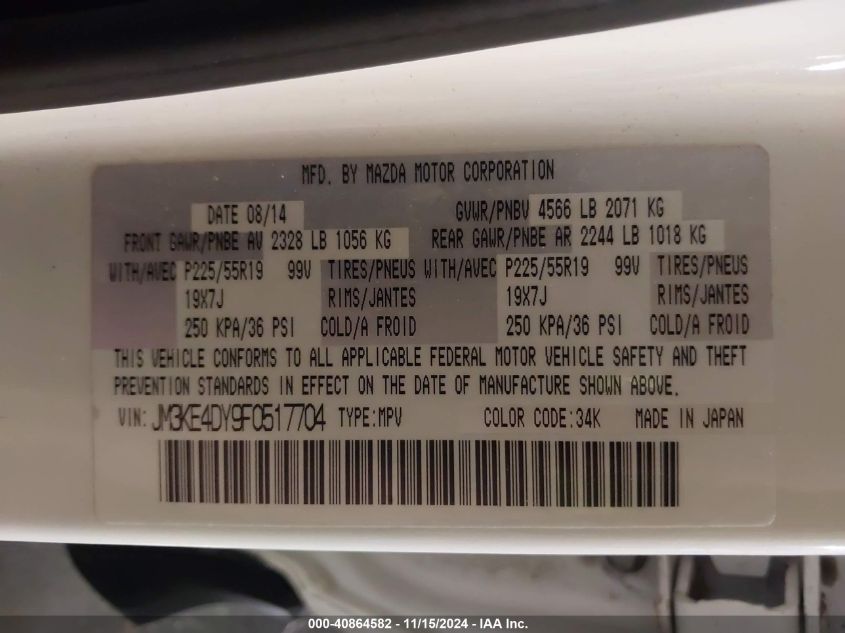 MFD. BY MAZDA MOTOR CORPORATION
DATE 08/14 GVWR/PNBV 4566 LB 2071 KG
FRONT GAWR/PNBE AV 2328 LB 1056 KG REAR GAWR/PNBE AR 2244 LB 1018 KG
WITH/AVEC P225/55R19 99V TIRES/PNEUS WITH/AVEC P225/55R19 99V TIRES/PNEUS
19X7J RIMS/JANTES 19X7J RIMS/JANTES
250 KPA/36 PSI COLD/A FROID 250 KPA/36 PSI COLD/A FROID
THIS VEHICLE CONFORMS TO ALL APPLICABLE FEDERAL MOTOR VEHICLE SAFETY AND THEFT
PREVENTION STANDARDS IN EFFECT ON THE DATE OF MANUFACTURE SHOWN ABOVE.
VIN: JM3KE4DY9F0517704 TYPE:MPV COLOR CODE:34K MADE IN JAPAN
000-40864582 - 11/15/2024 - IAA Inc.